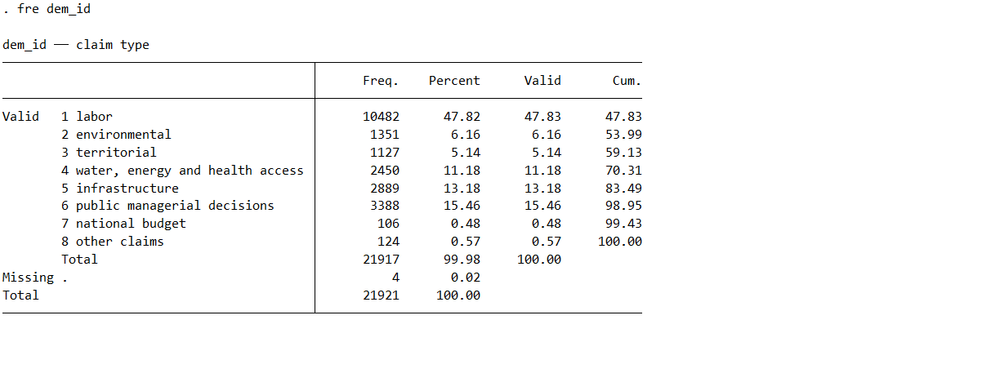 . fre dem_id
dem_id — claim type
Freq. Percent Valid Cum.
Valid 1 labor 10482 47.82 47.83 47.83
2 environmental 1351 6.16 6.16 53.99
3 territorial 1127 5.14 5.14 59.13
4 water, energy and health access 2450 11.18 11.18 70.31
5 infrastructure 2889 13.18 13.18 83.49
6 public managerial decisions 3388 15.46 15.46 98.95
7 national budget 106 0.48 0.48 99.43
8 other claims 124 0.57 0.57 100.00
Total 21917 99.98 100.00
Missing . 4 0.02
Total 21921 100.00